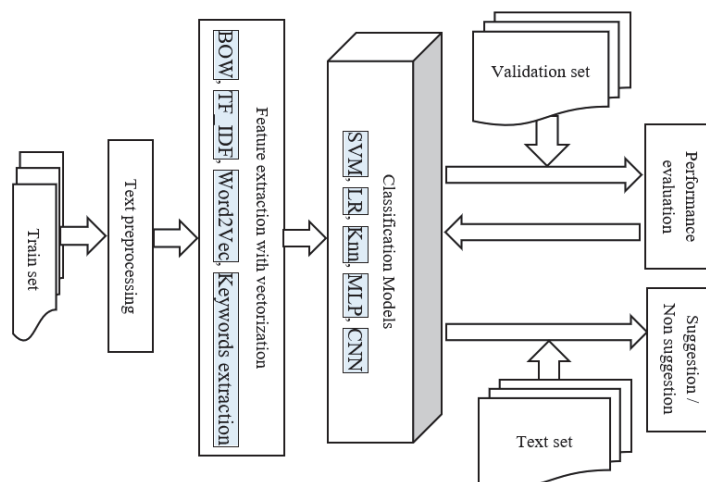 Train set
Text preprocessing
Feature extraction with vectorization
BOW, TF_IDF, Word2Vec, Keywords extraction
Classification Models
SVM, LR, Knn, MLP, CNN
Validation set
Performance
evaluation
Suggestion /
Non suggestion
Text set